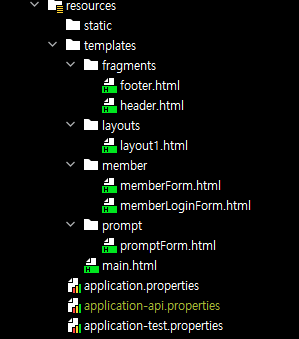 resources
static
templates
fragments
footer.html
header.html
layouts
layout1.html
member
memberForm.html
memberLoginForm.html
prompt
promptForm.html
main.html
application.properties
application-api.properties
application-test.properties